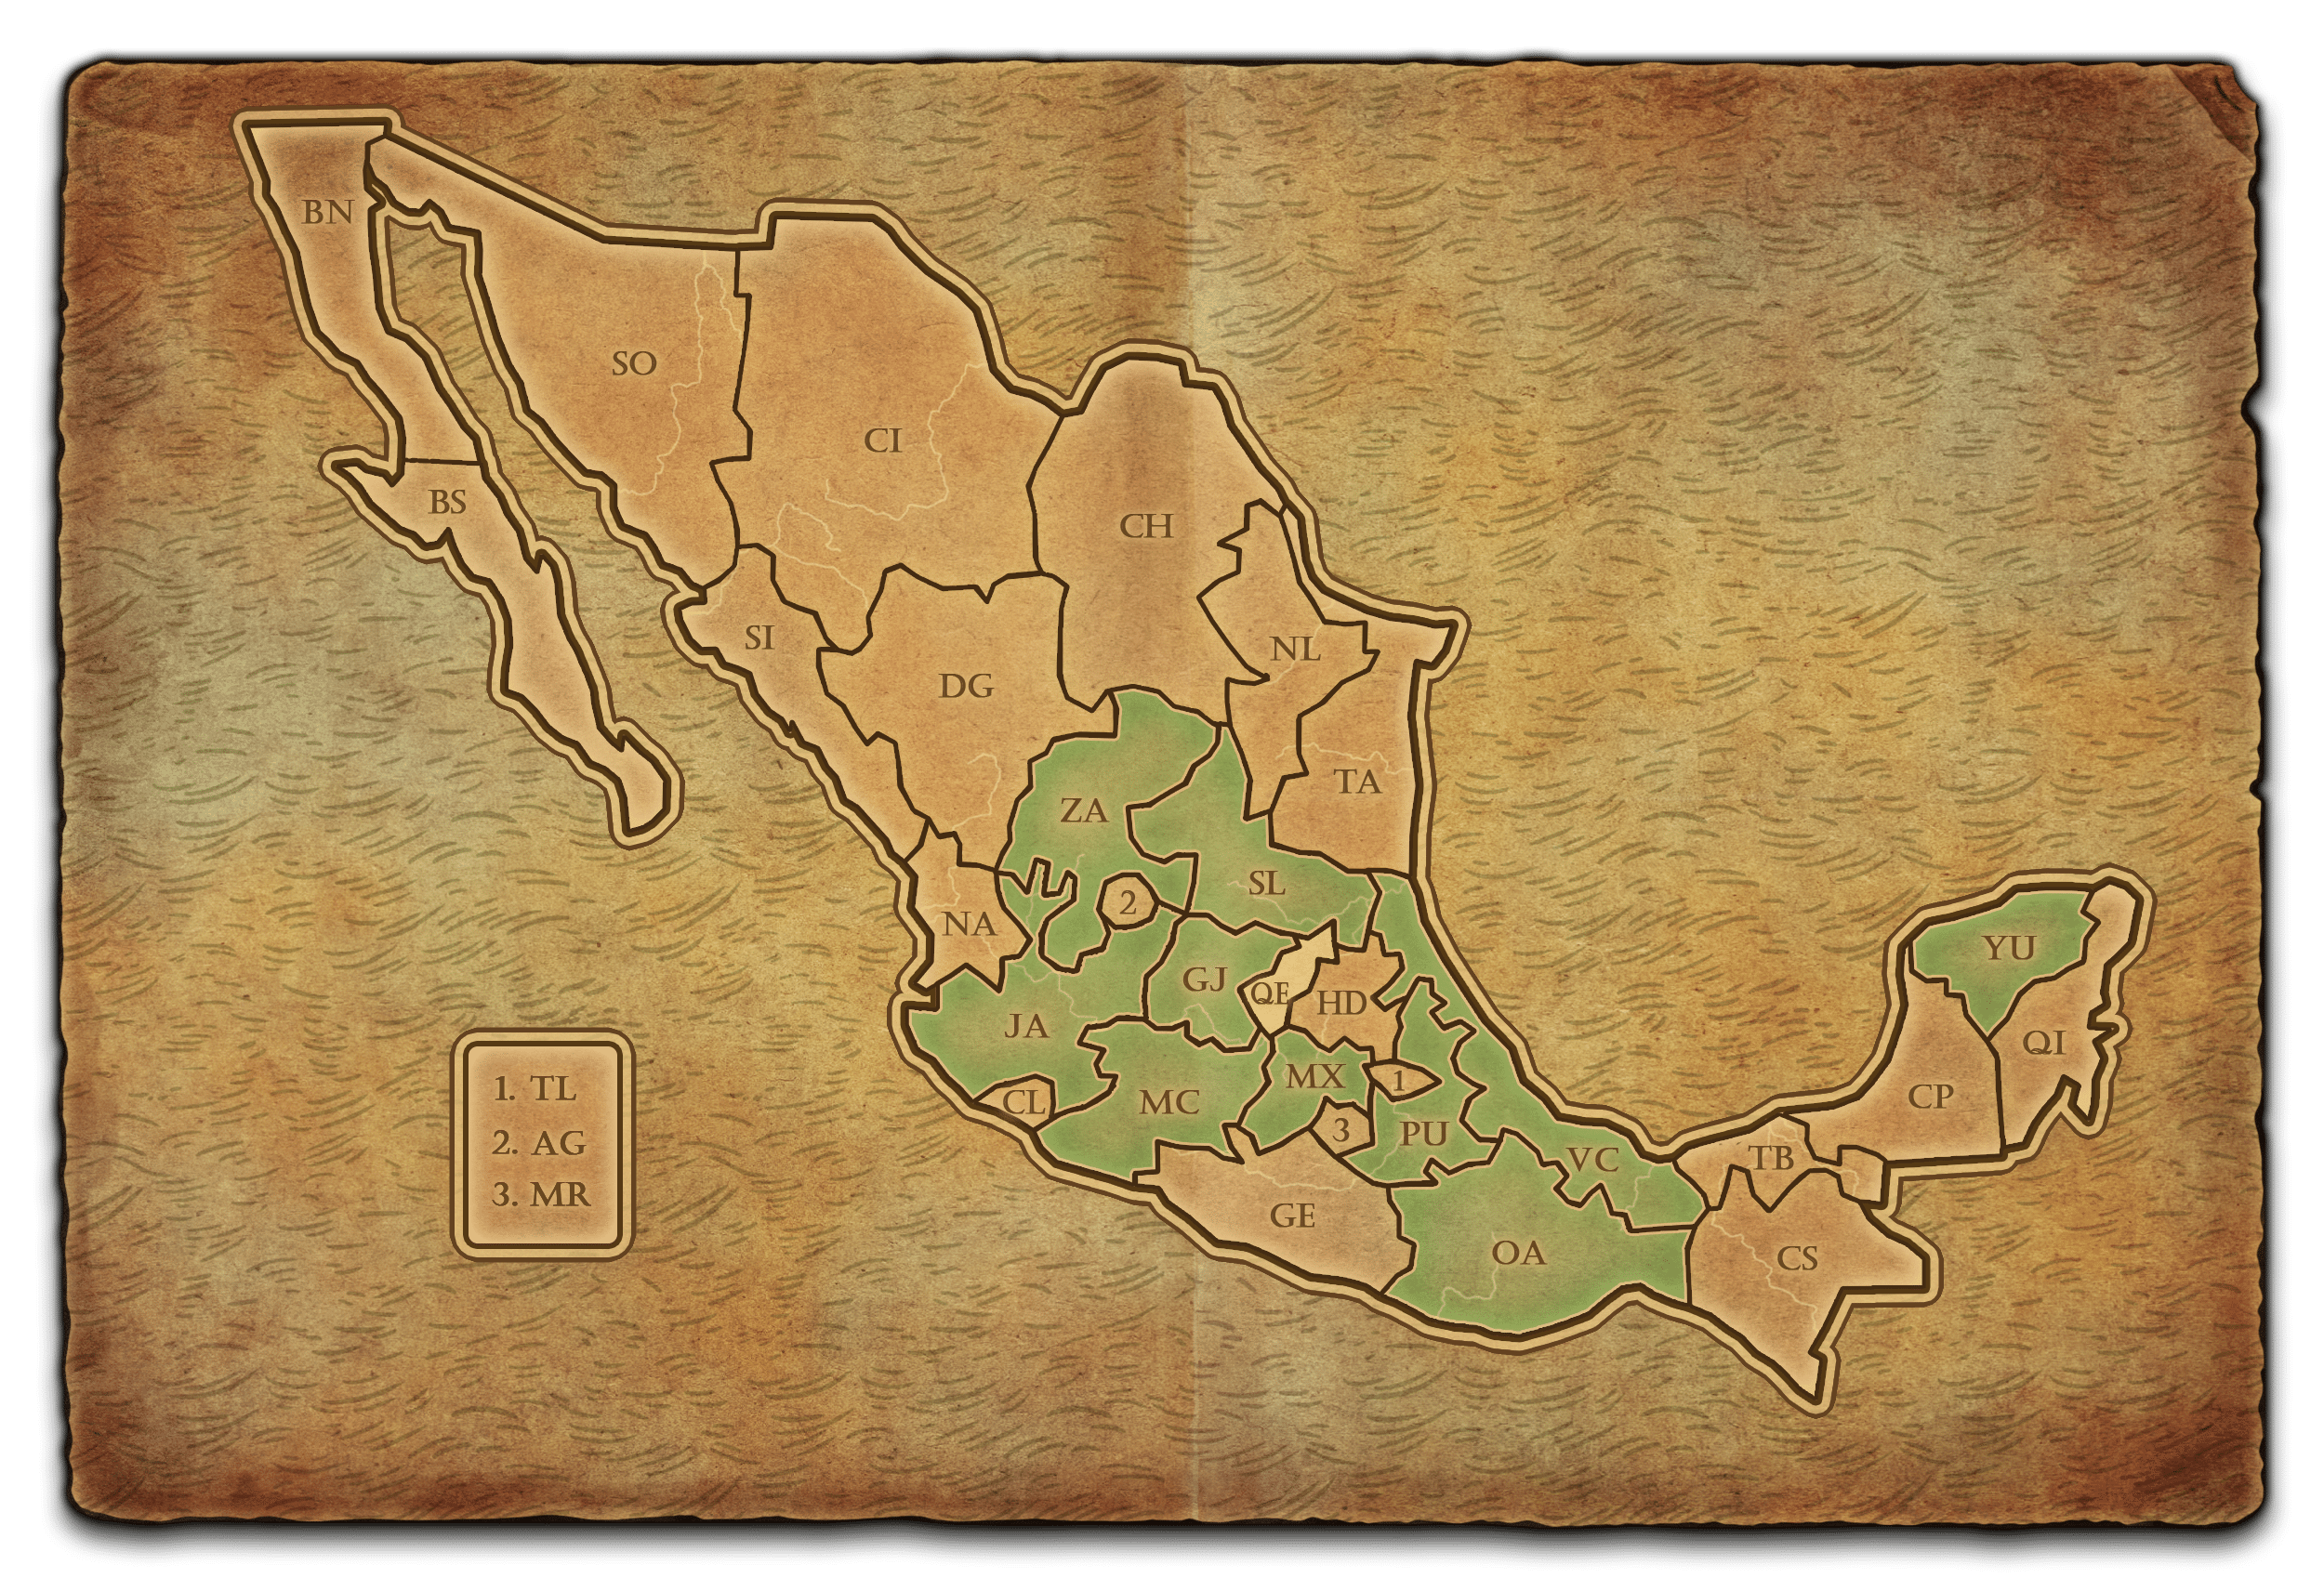 BN
SO
CI
BS
CH
SI
NL
DG
TA
ZA
SL
2
NA
YU
GJ
QE
HD
JA
QI
MX
1
CL
MC
CP
3
PU
VC
TB
GE
OA
CS
1. TL
2. AG
3. MR